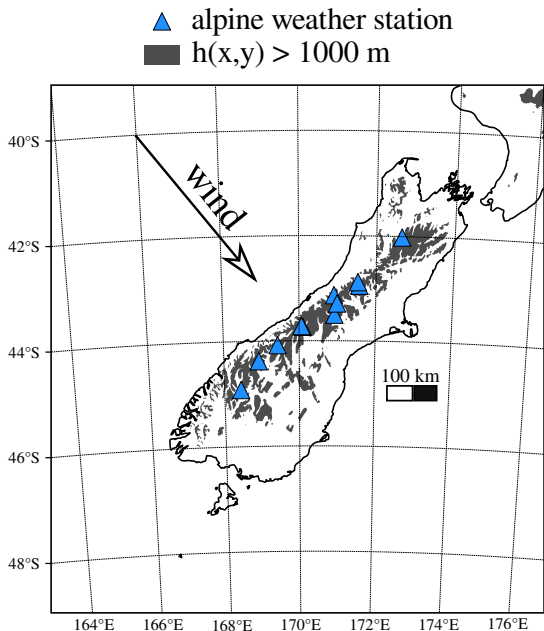 alpine weather station
h(x,y) > 1000 m
40°S
wind
42°S
44°S
100 km
46°S
48°S
164°E 166°E 168°E 170°E 172°E 174°E 176°E